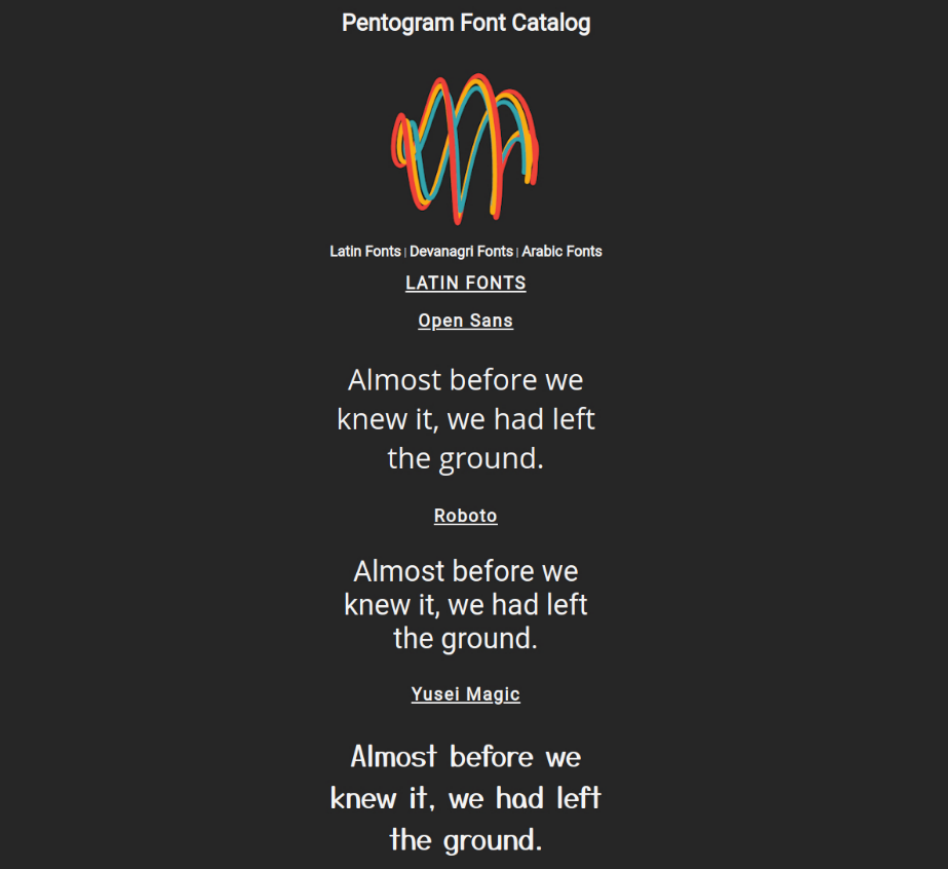 Pentogram Font Catalog
Latin Fonts | Devanagri Fonts | Arabic Fonts
LATIN FONTS
Open Sans
Almost before we
knew it, we had left
the ground.
Roboto
Almost before we
knew it, we had left
the ground.
Yusei Magic
Almost before we
knew it, we had left
the ground.